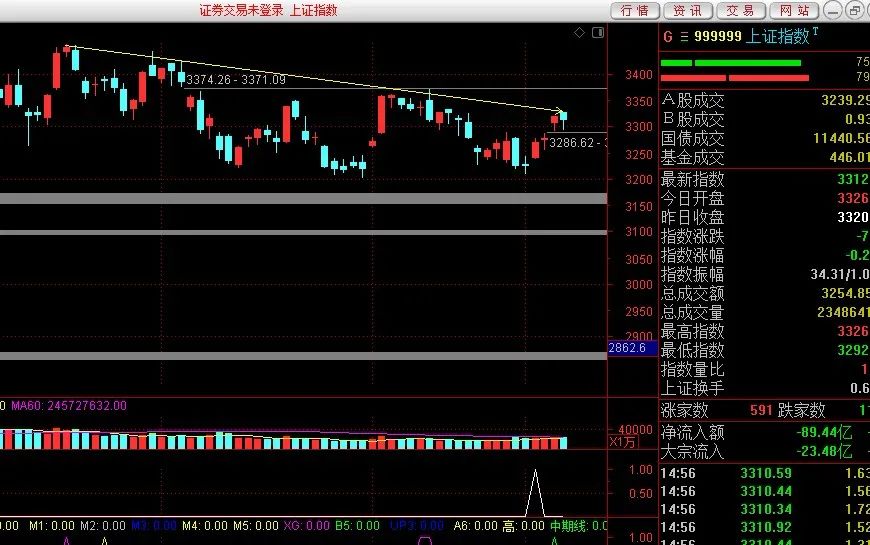 证券交易未登录 上证指数
行情 资讯 交易 网站
G 999999 上证指数 T
75
79
3374.26 - 3371.09
3286.62 - 3
3400
3350
3300
3250
3200
3150
3100
3050
3000
2950
2900
2862.6
A股成交 3239.29
B股成交 0.93
国债成交 11440.56
基金成交 446.01
最新指数 3312
今日开盘 3326
昨日收盘 3320
指数涨跌 -7
指数涨幅 -0.2
指数振幅 34.31/1.0
总成交额 3254.85
总成交量 2348641
最高指数 3326
最低指数 3292
指数量比 1
上证换手 0.6
涨家数 591 跌家数 11
净流入额 -89.44亿
大宗流入 -23.48亿
14:56 3310.59 1.63
14:56 3310.44 1.56
14:56 3310.34 1.72
14:56 3310.92 1.52
0 MA60: 245727632.00
40000
X1万
1.00
0.50
0.00 M1: 0.00 M2: 0.00 M3: 0.00 M4: 0.00 M5: 0.00 XG: 0.00 B5: 0.00 UP3: 0.00 A6: 0.00 高: 0.00 中期线: 0.0
1.00